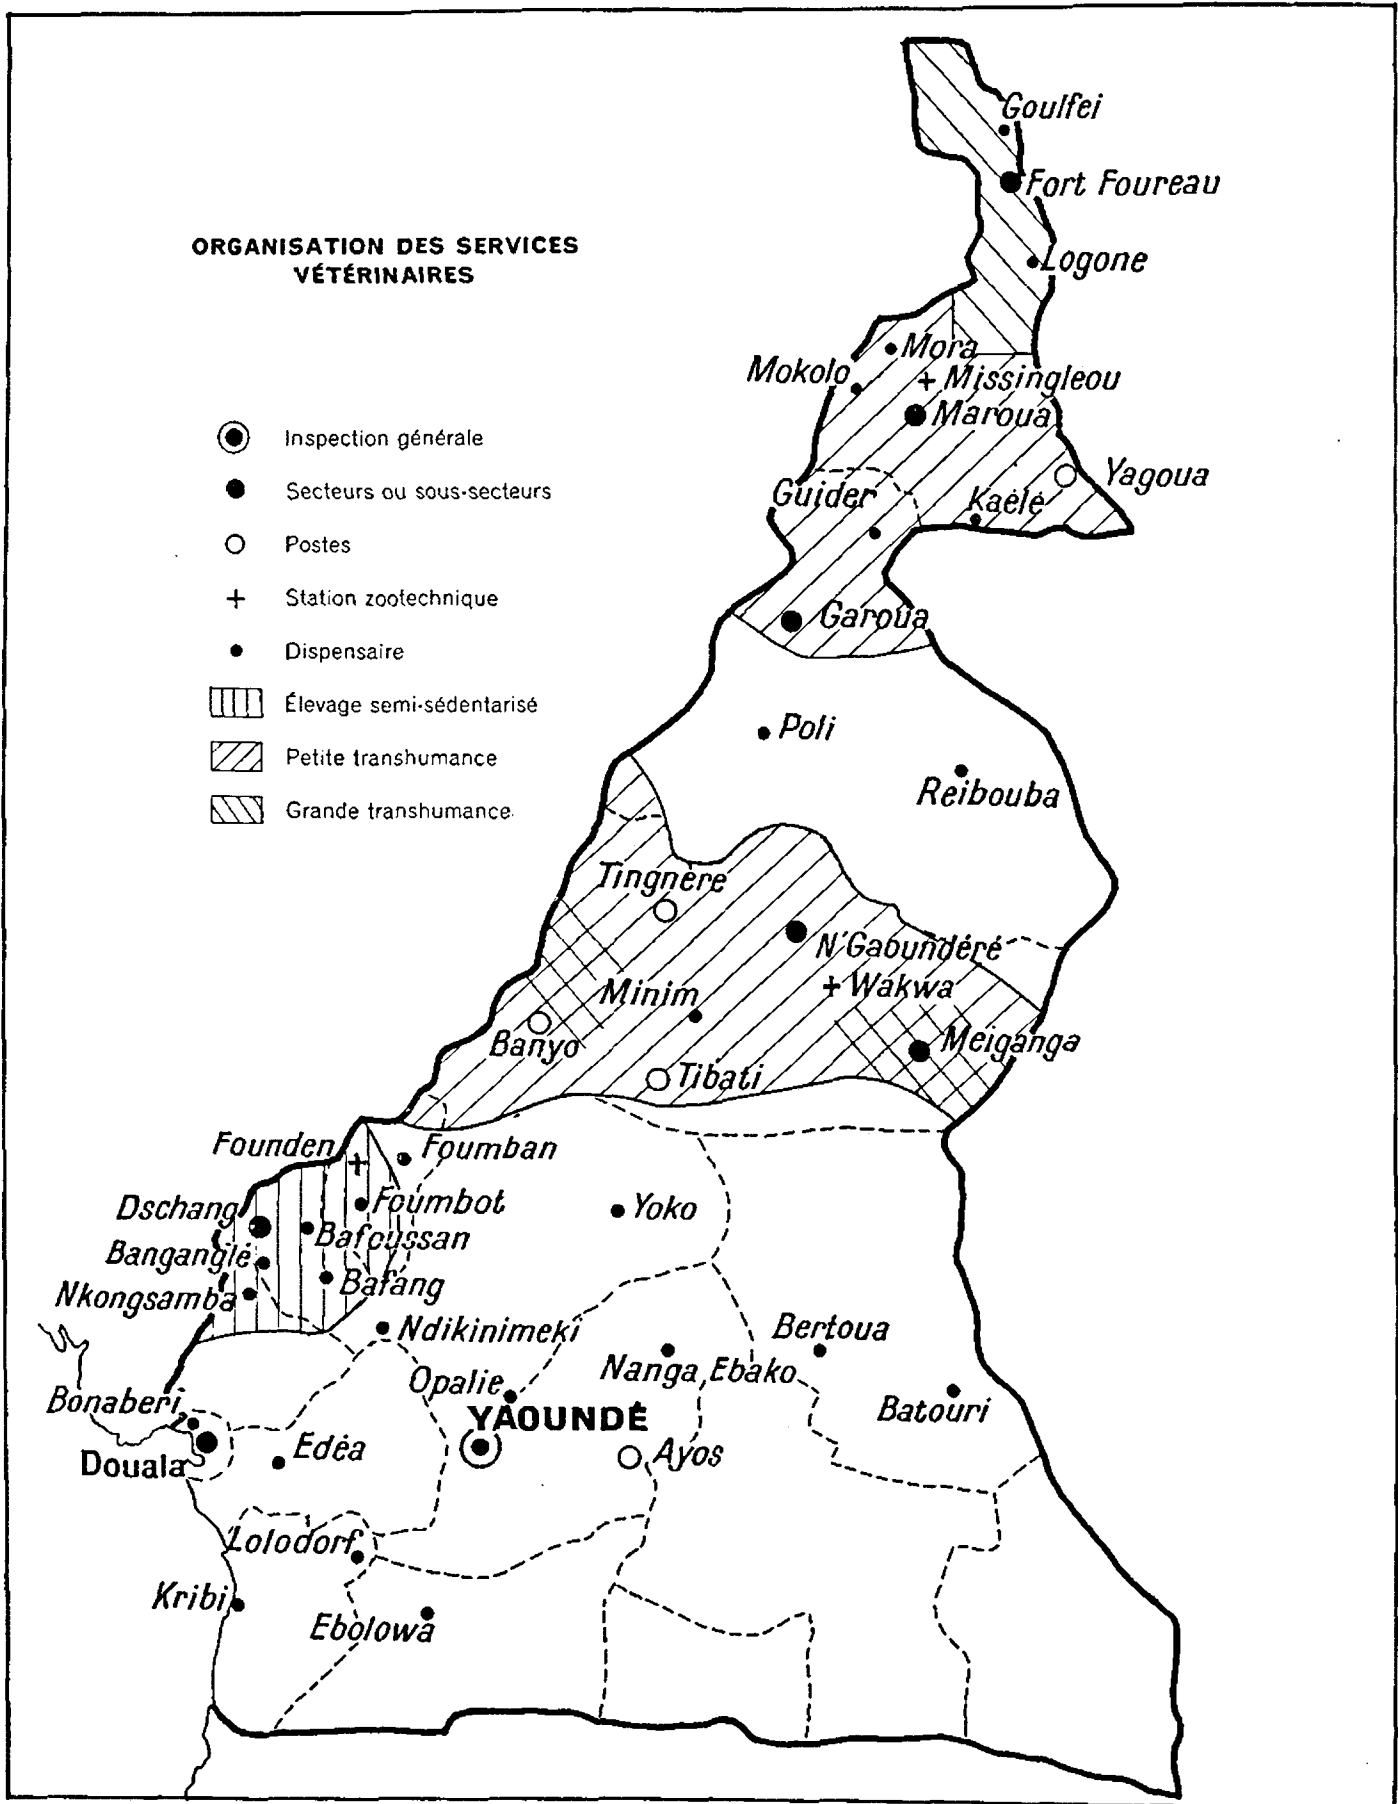 Goulfei
Fort Foureau
ORGANISATION DES SERVICES
VÉTÉRINAIRES
Logone
Mora
Mokolo
Missingleou
Maroua
Inspection générale
Yagoua
Secteurs ou sous-secteurs
Guider
Kaélé
Postes
Station zootechnique
Garoua
Dispensaire
Élevage semi-sédentarisé
Poli
Petite transhumance
Reibouba
Grande transhumance
Tingnère
N'Gaoundéré
Wakwa
Minim
Banyo
Meiganga
Tibati
Founden
Foumban
Dschang
Foumbot
Yoko
Bafoussan
Banganglé
Bafang
Nkongsamba
Ndikinimeki
Bertoua
Nanga Ebako
Opalie
Bonaberi
Batouri
YAOUNDÉ
Edéa
Ayos
Douala
Lolodorf
Kribi
Ebolowa